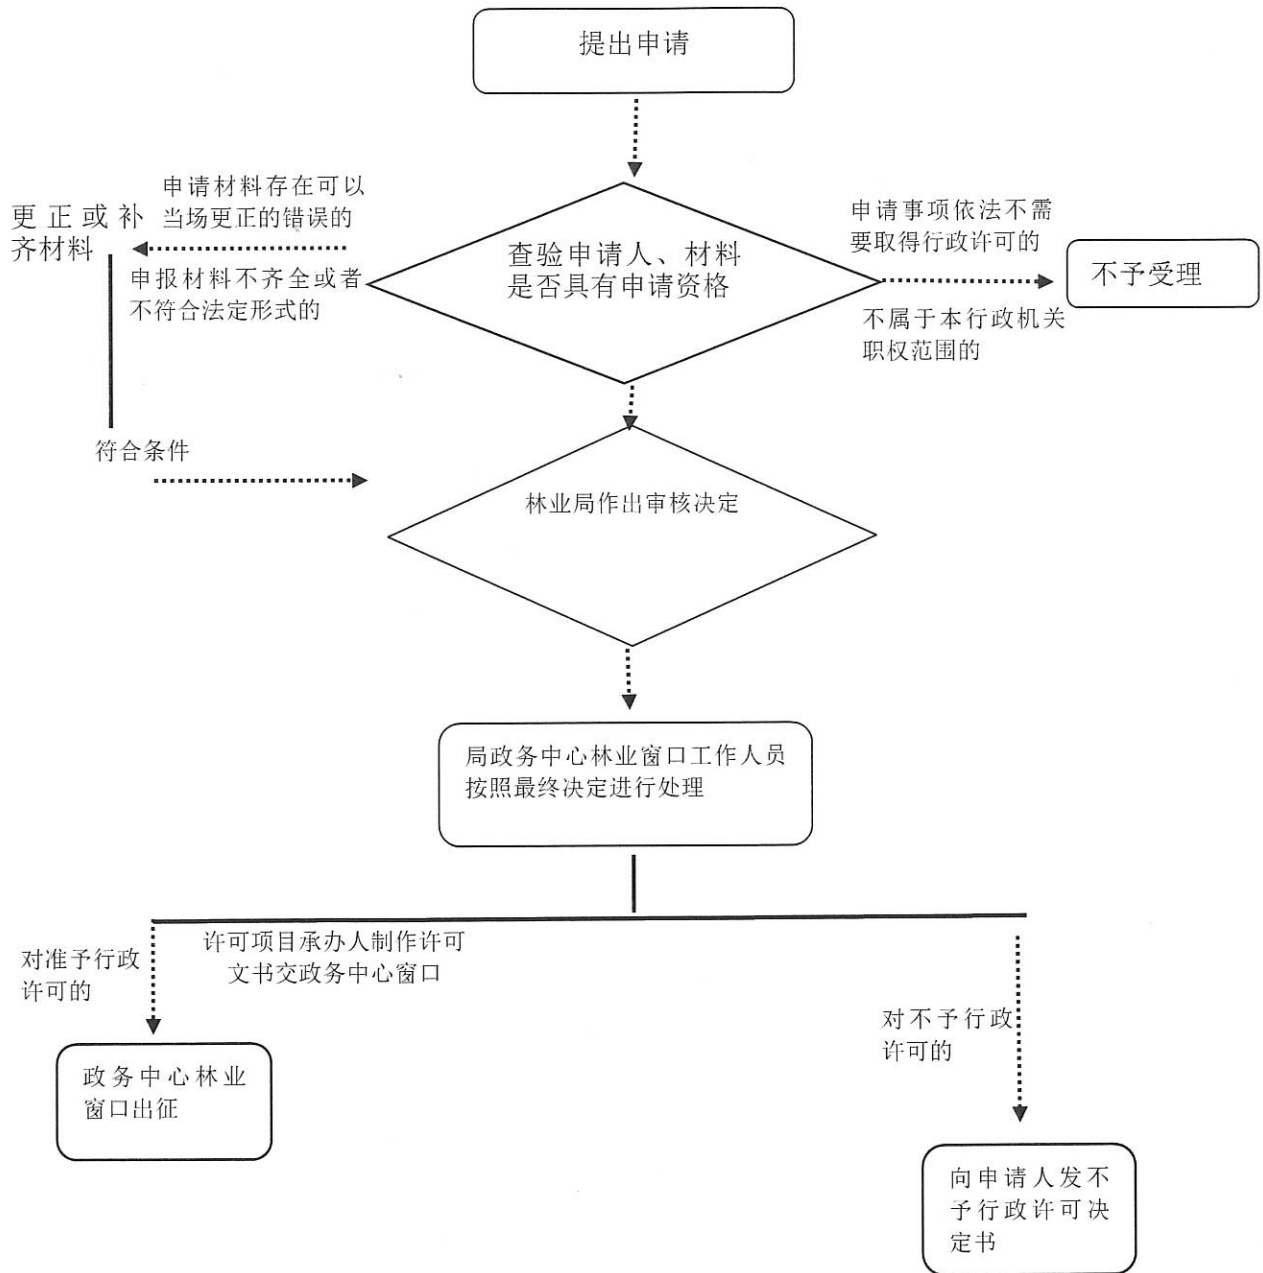 提出申请
申请材料存在可以
当场更正的错误的
更正或补
齐材料
申报材料不齐全或者
不符合法定形式的
查验申请人、材料
是否具有申请资格
申请事项依法不需
要取得行政许可的
不予受理
不属于本行政机关
职权范围的
符合条件
林业局作出审核决定
局政务中心林业窗口工作人员
按照最终决定进行处理
对准予行政
许可的
许可项目承办人制作许可
文书交政务中心窗口
对不予行政
许可的
政务中心林业
窗口出征
向申请人发不
予行政许可决
定书